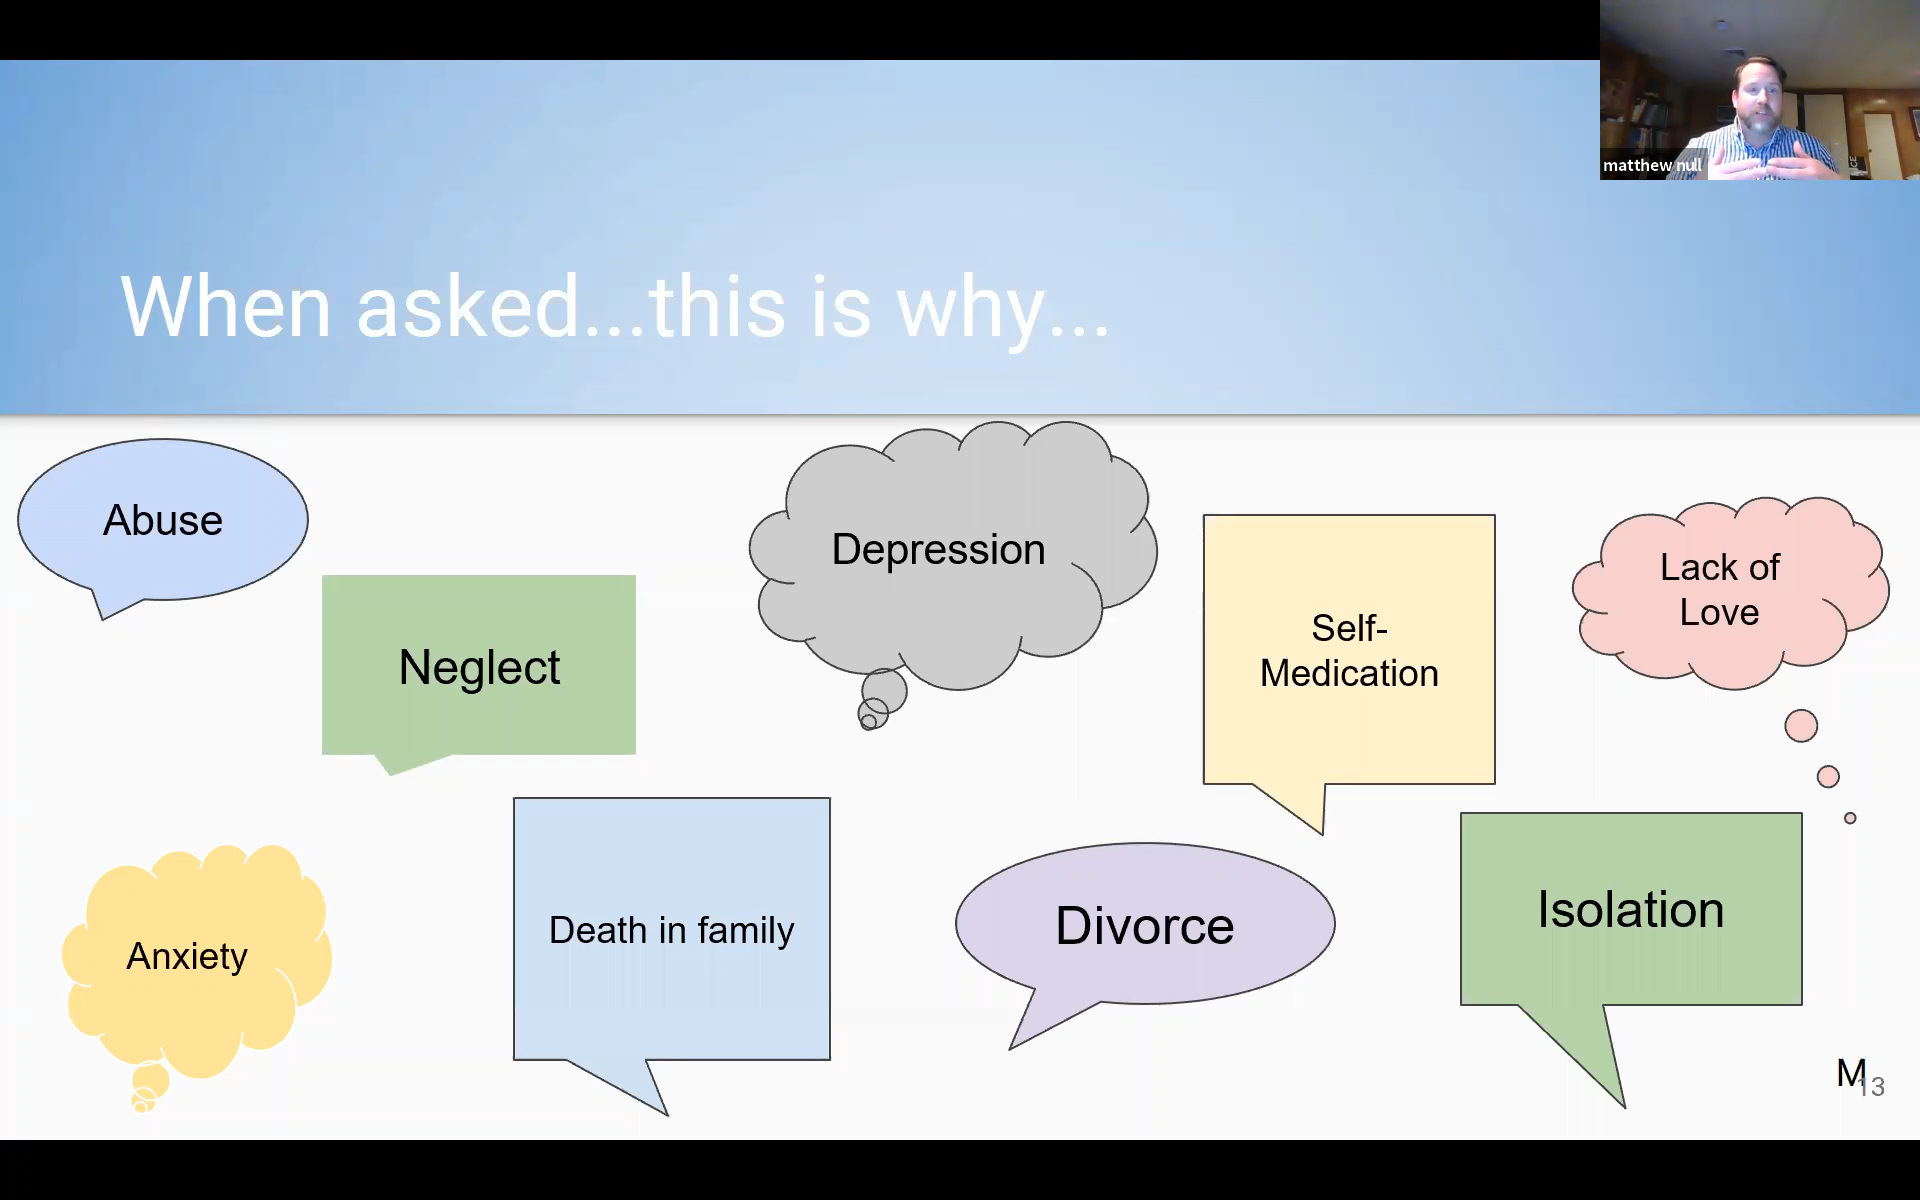 matthew null
When asked...this is why...
Abuse
Neglect
Depression
Self-
Medication
Lack of
Love
Anxiety
Death in family
Divorce
Isolation
M
13